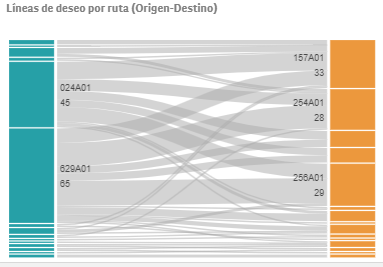 Líneas de deseo por ruta (Origen-Destino)
157A01
33
024A01
45
254A01
28
629A01
65
256A01
29